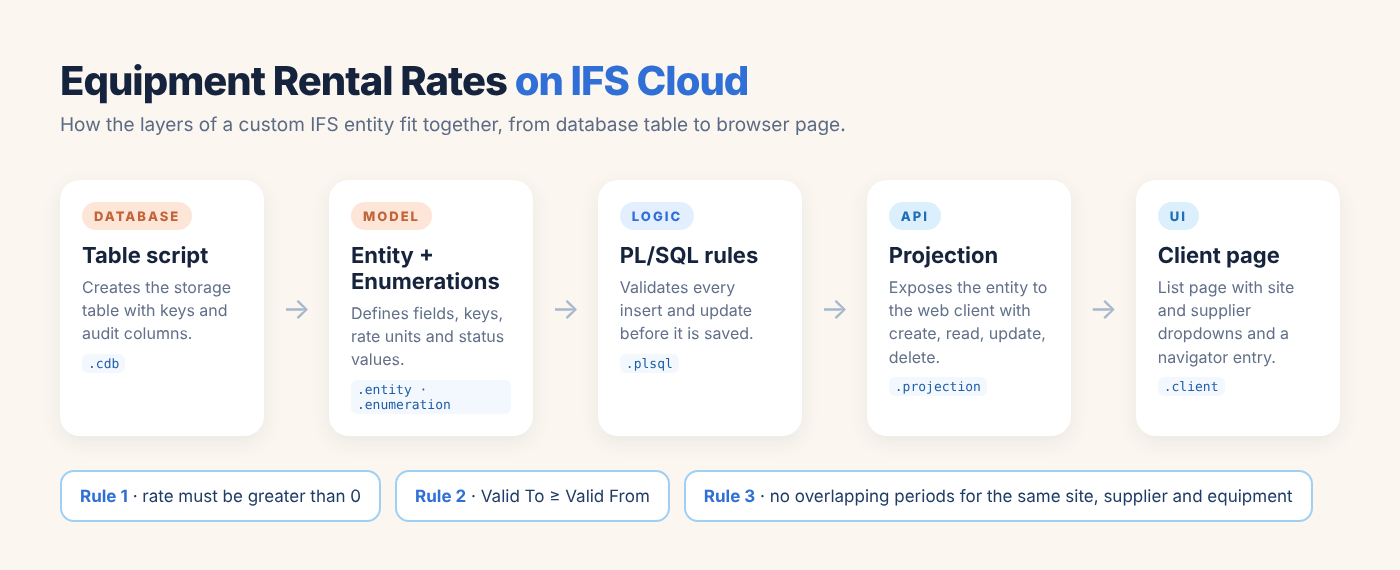 Equipment Rental Rates on IFS Cloud
How the layers of a custom IFS entity fit together, from database table to browser page.
DATABASE
Table script
Creates the storage
table with keys and
audit columns.
.cdb
→
MODEL
Entity +
Enumerations
Defines fields, keys,
rate units and status
values.
.entity ·
.enumeration
→
LOGIC
PL/SQL rules
Validates every
insert and update
before it is saved.
.plsql
→
API
Projection
Exposes the entity to
the web client with
create, read, update,
delete.
.projection
→
UI
Client page
List page with site
and supplier
dropdowns and a
navigator entry.
.client
Rule 1 · rate must be greater than 0
Rule 2 · Valid To ≥ Valid From
Rule 3 · no overlapping periods for the same site, supplier and equipment